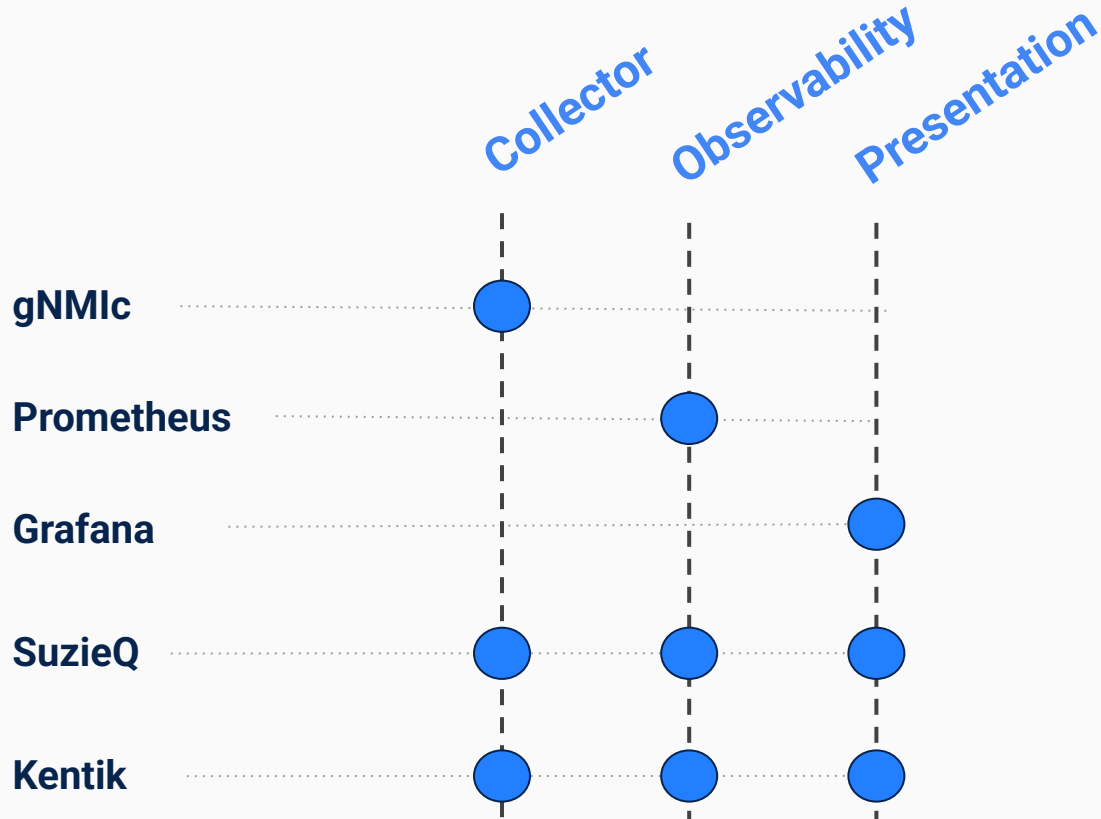 Collector
Observability
Presentation
gNMIc
Prometheus
Grafana
SuzieQ
Kentik